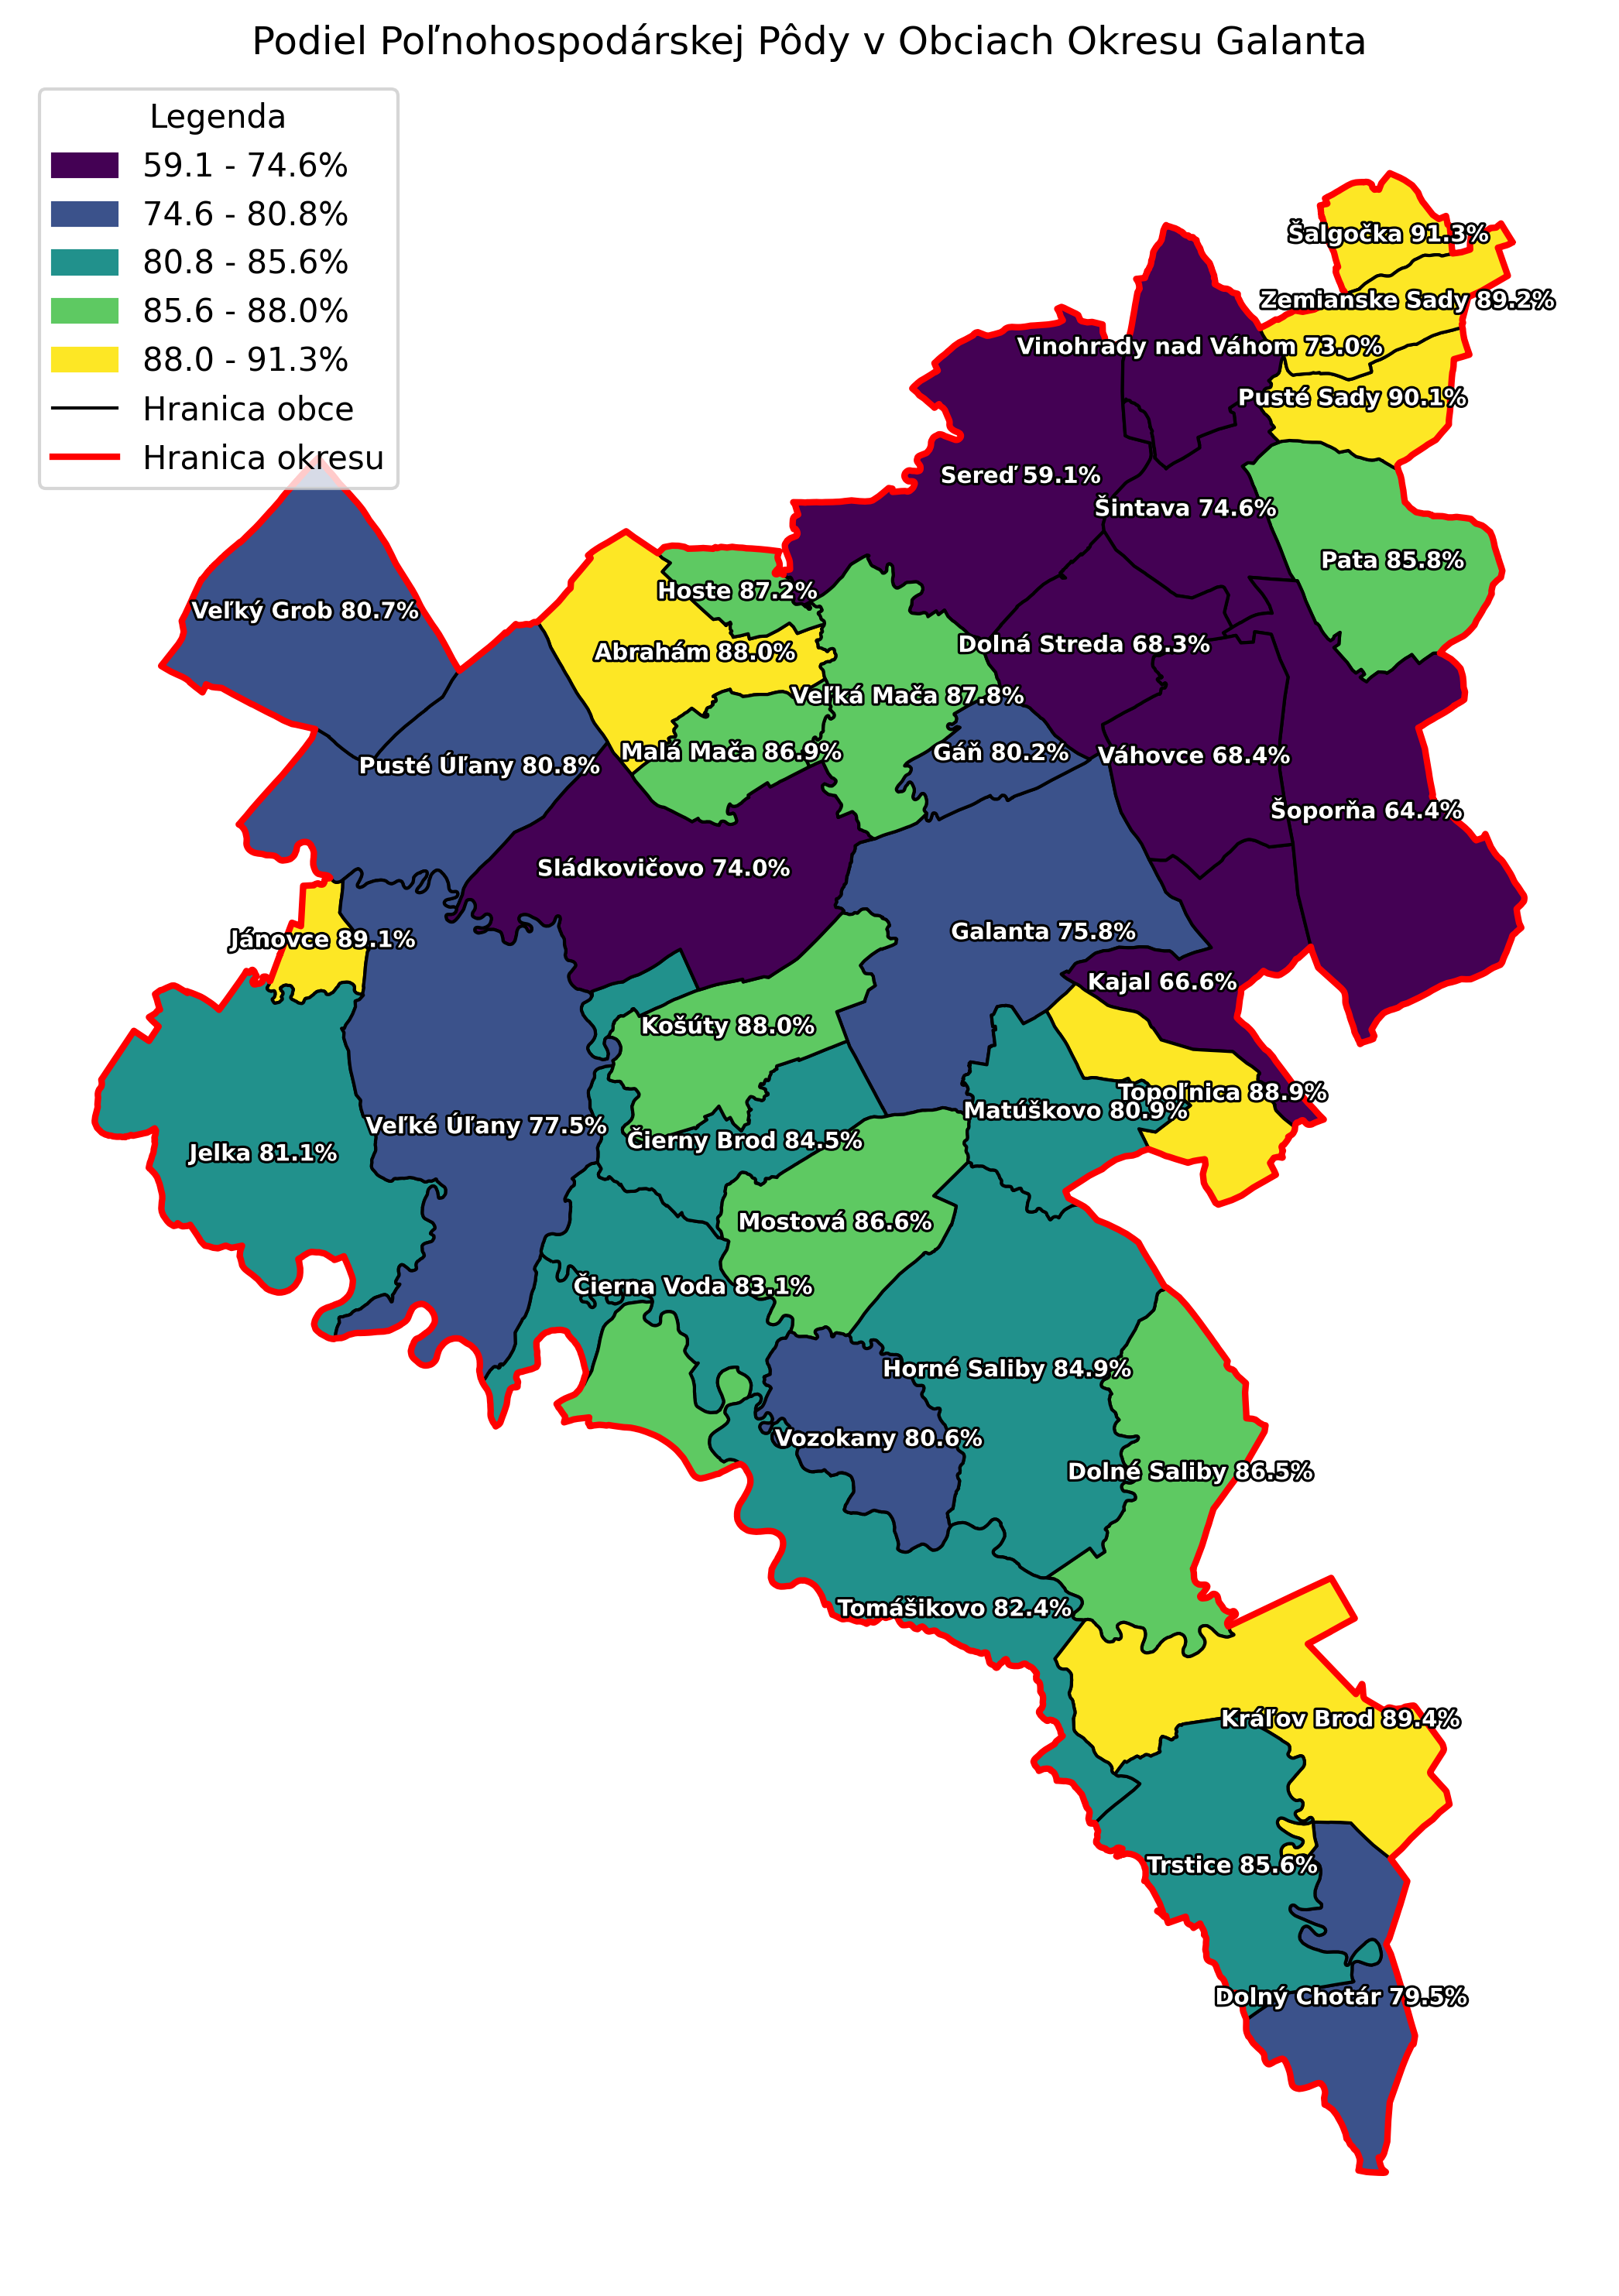 Podiel Poľnohospodárskej Pôdy v Obciach Okresu Galanta
Legenda
59.1 - 74.6%
74.6 - 80.8%
80.8 - 85.6%
85.6 - 88.0%
88.0 - 91.3%
Hranica obce
Hranica okresu
Šalgočka 91.3%
Zemianske Sady 89.2%
Vinohrady nad Váhom 73.0%
Pusté Sady 90.1%
Sereď 59.1%
Šintava 74.6%
Pata 85.8%
Hoste 87.2%
Veľký Grob 80.7%
Dolná Streda 68.3%
Abrahám 88.0%
Veľká Mača 87.8%
Malá Mača 86.9%
Gáň 80.2%
Váhovce 68.4%
Pusté Úľany 80.8%
Šoporňa 64.4%
Sládkovičovo 74.0%
Galanta 75.8%
Jánovce 89.1%
Kajal 66.6%
Košúty 88.0%
Topoľnica 88.9%
Matúškovo 80.9%
Veľké Úľany 77.5%
Čierny Brod 84.5%
Jelka 81.1%
Mostová 86.6%
Čierna Voda 83.1%
Horné Saliby 84.9%
Vozokany 80.6%
Dolné Saliby 86.5%
Tomášikovo 82.4%
Kráľov Brod 89.4%
Trstice 85.6%
Dolný Chotár 79.5%